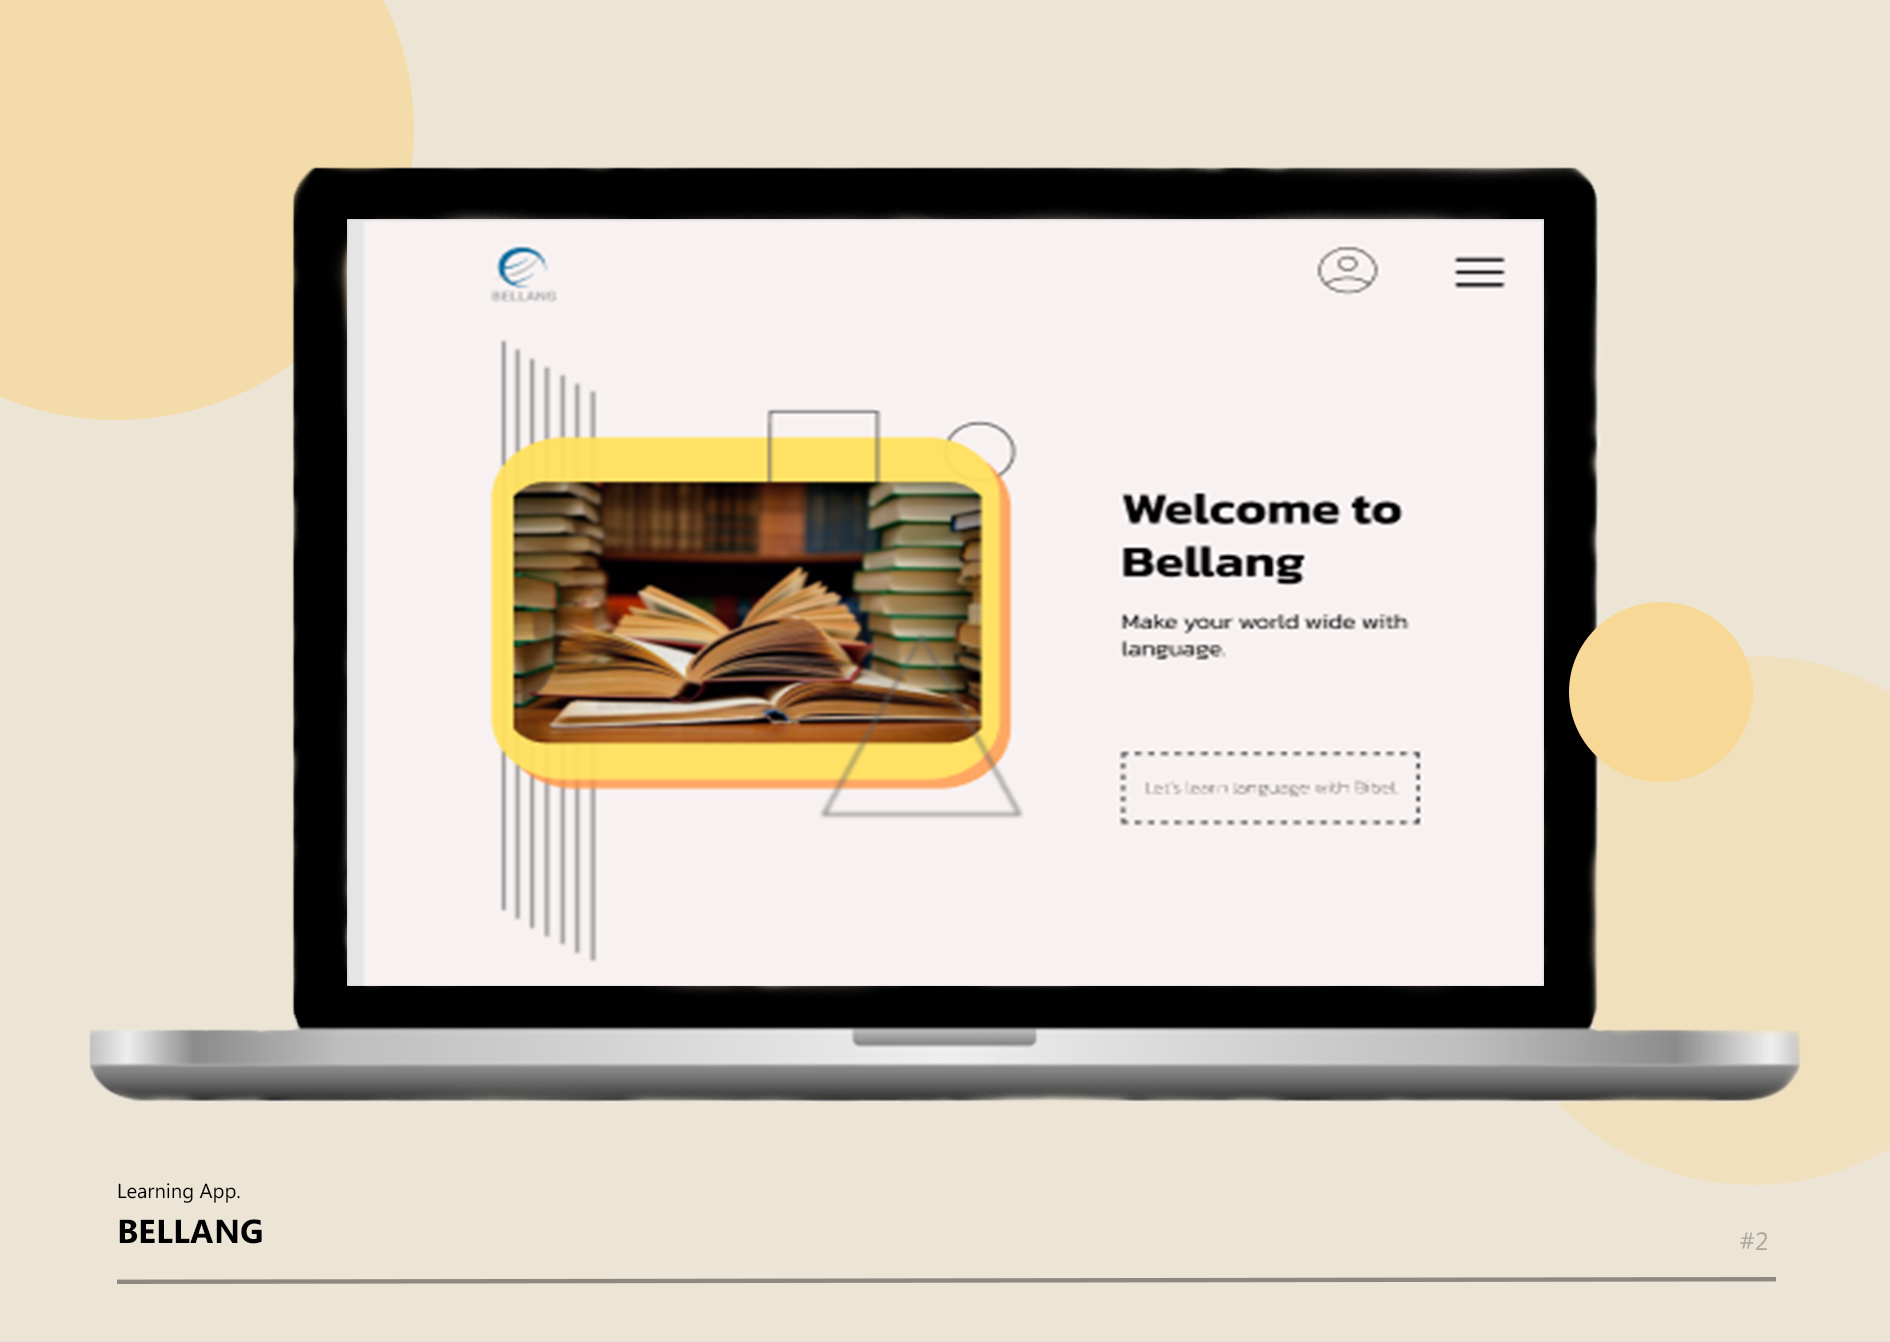 BELLANG
Welcome to
Bellang
Make your world wide with
language.
Let's learn language with Bibel.
Learning App.
BELLANG
#2